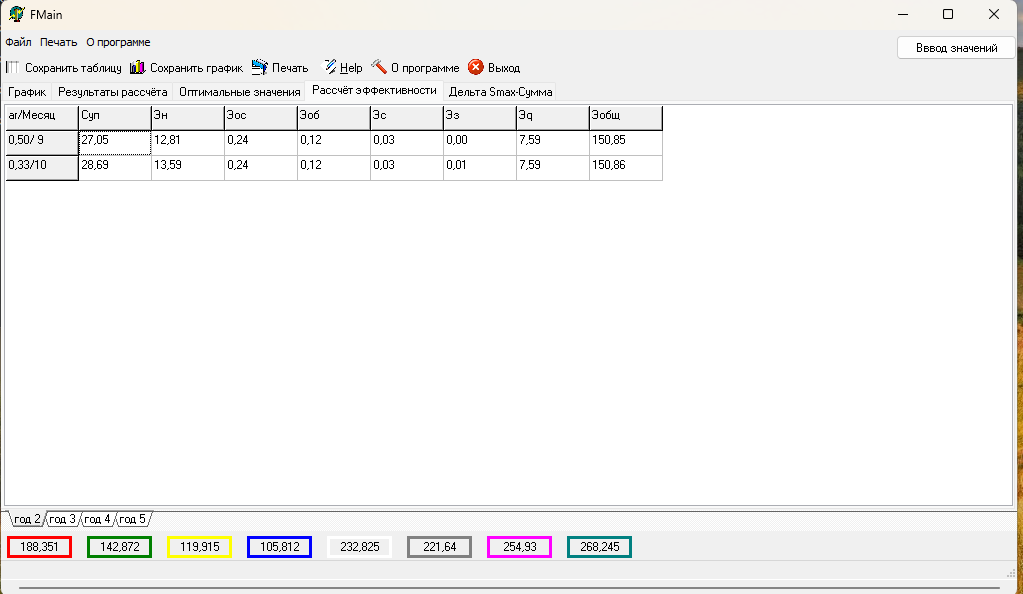 FMain
Файл Печать О программе
Вввод значений
Сохранить таблицу Сохранить график Печать Help О программе Выход
График Результаты рассчёта Оптимальные значения Рассчёт эффективности Дельта Smax-Сумма
аг/Месяц Суп Эн Эос Эоб Эс Ээ Эq Эобщ
0,50/ 9 27,05 12,81 0,24 0,12 0,03 0,00 7,59 150,85
0,33/10 28,69 13,59 0,24 0,12 0,03 0,01 7,59 150,86
год 2 год 3 год 4 год 5
188,351 142,872 119,915 105,812 232,825 221,64 254,93 268,245